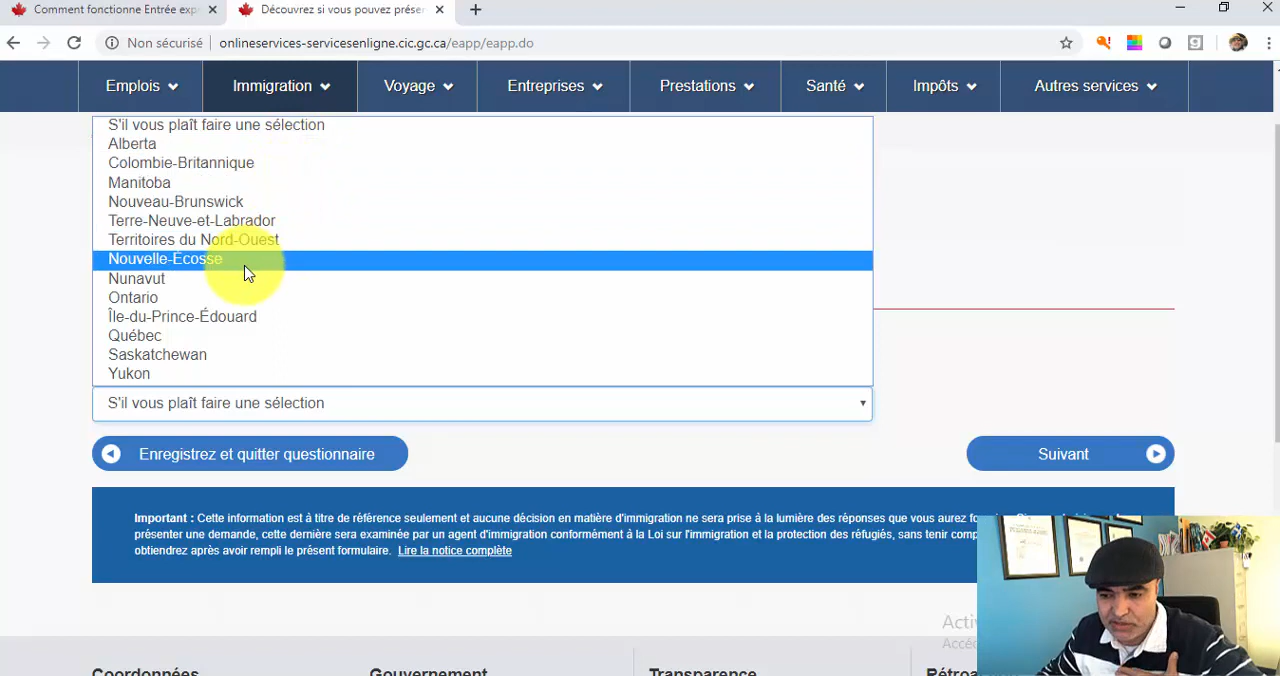 Comment fonctionne Entrée exp
Découvrez si vous pouvez présen
Non sécurisé
onlineservices-servicesenligne.cic.gc.ca/eapp/eapp.do
Emplois
Immigration
Voyage
Entreprises
Prestations
Santé
Impôts
Autres services
S'il vous plaît faire une sélection
Alberta
Colombie-Britannique
Manitoba
Nouveau-Brunswick
Terre-Neuve-et-Labrador
Territoires du Nord-Ouest
Nouvelle-Écosse
Nunavut
Ontario
Île-du-Prince-Édouard
Québec
Saskatchewan
Yukon
S'il vous plaît faire une sélection
Enregistrez et quitter questionnaire
Suivant
Important : Cette information est à titre de référence seulement et aucune décision en matière d'immigration ne sera prise à la lumière des réponses que vous aurez
présenter une demande, cette dernière sera examinée par un agent d'immigration conformément à la Loi sur l'immigration et la protection des réfugiés, sans tenir
obtiendrez après avoir rempli le présent formulaire. Lire la notice complète
Coordonnées
Gouvernement
Transparence